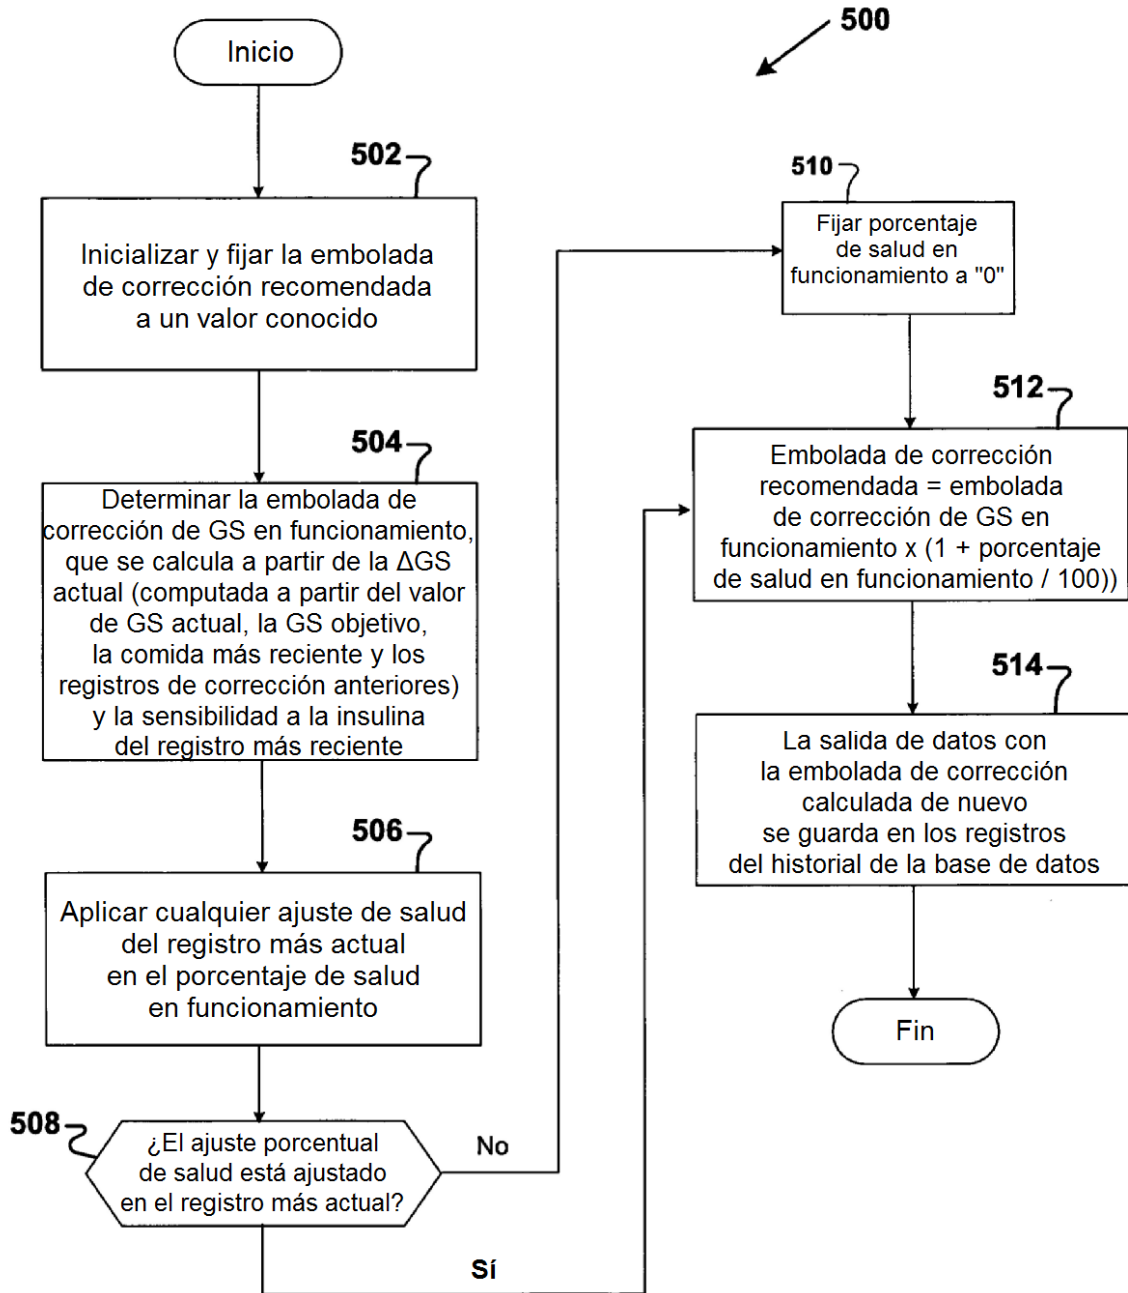 500
Inicio
502
Inicializar y fijar la embolada
de corrección recomendada
a un valor conocido
504
Determinar la embolada de
corrección de GS en funcionamiento,
que se calcula a partir de la ΔGS
actual (computada a partir del valor
de GS actual, la GS objetivo,
la comida más reciente y los
registros de corrección anteriores)
y la sensibilidad a la insulina
del registro más reciente
506
Aplicar cualquier ajuste de salud
del registro más actual
en el porcentaje de salud
en funcionamiento
508
¿El ajuste porcentual
de salud está ajustado
en el registro más actual?
No
Sí
510
Fijar porcentaje
de salud en
funcionamiento a "0"
512
Embolada de corrección
recomendada = embolada
de corrección de GS en
funcionamiento x (1 + porcentaje
de salud en funcionamiento / 100))
514
La salida de datos con
la embolada de corrección
calculada de nuevo
se guarda en los registros
del historial de la base de datos
Fin